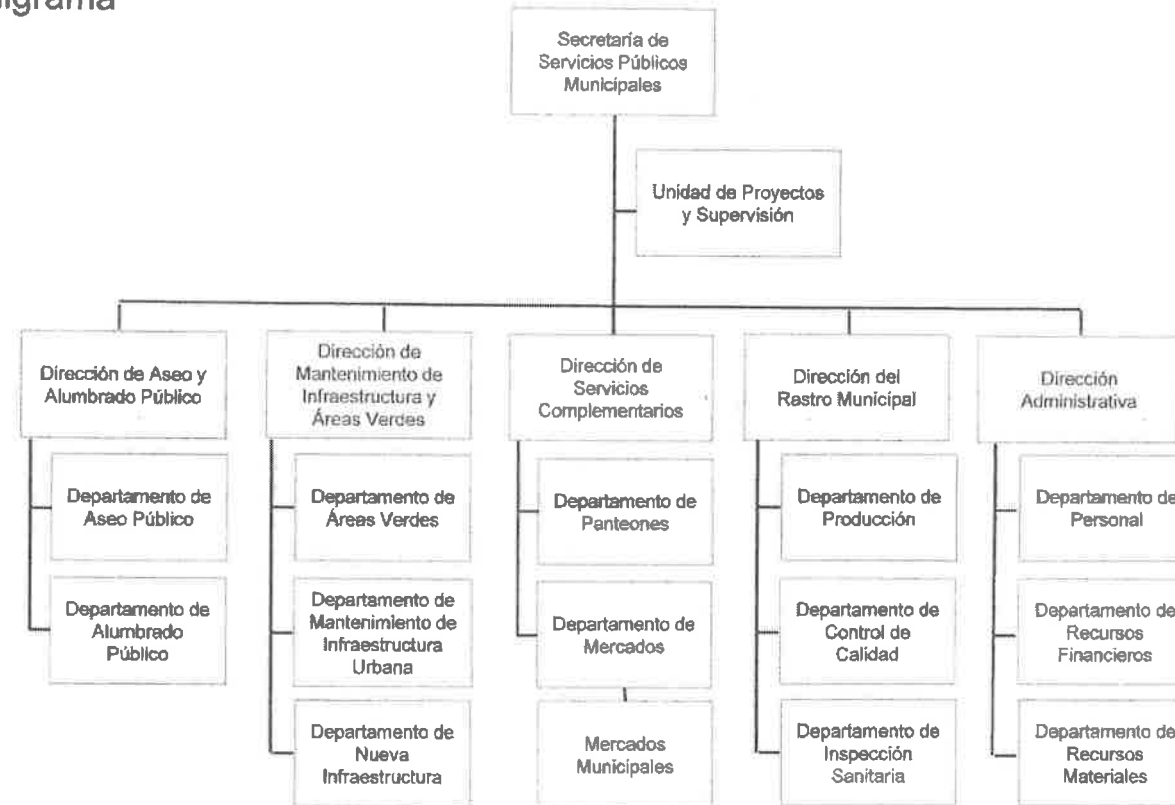 Secretaría de
Servicios Públicos
Municipales
Unidad de Proyectos
y Supervisión
Dirección de Aseo y
Alumbrado Público
Dirección de
Mantenimiento de
Infraestructura y
Áreas Verdes
Dirección de
Servicios
Complementarios
Dirección del
Rastro Municipal
Dirección
Administrativa
Departamento de
Aseo Público
Departamento de
Áreas Verdes
Departamento de
Panteones
Departamento de
Producción
Departamento de
Personal
Departamento de
Alumbrado
Público
Departamento de
Mantenimiento de
Infraestructura
Urbana
Departamento de
Mercados
Departamento de
Control de
Calidad
Departamento de
Recursos
Financieros
Departamento de
Nueva
Infraestructura
Mercados
Municipales
Departamento de
Inspección
Sanitaria
Departamento de
Recursos
Materiales